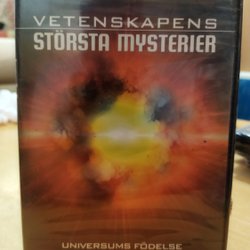 VETENSKAPENS
STÖRSTA MYSTERIER
UNIVERSUMS FÖDELSE